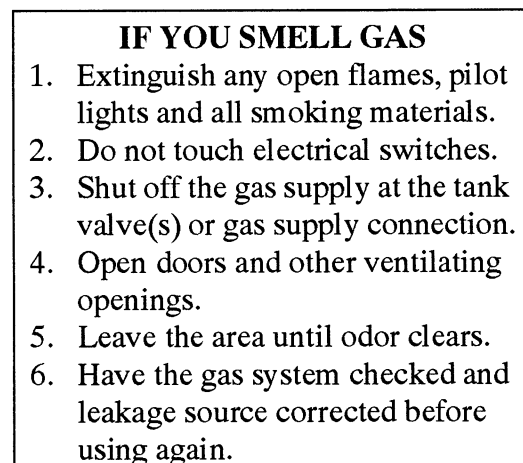 IF YOU SMELL GAS
1. Extinguish any open flames, pilot
lights and all smoking materials.
2. Do not touch electrical switches.
3. Shut off the gas supply at the tank
valve(s) or gas supply connection.
4. Open doors and other ventilating
openings.
5. Leave the area until odor clears.
6. Have the gas system checked and
leakage source corrected before
using again.